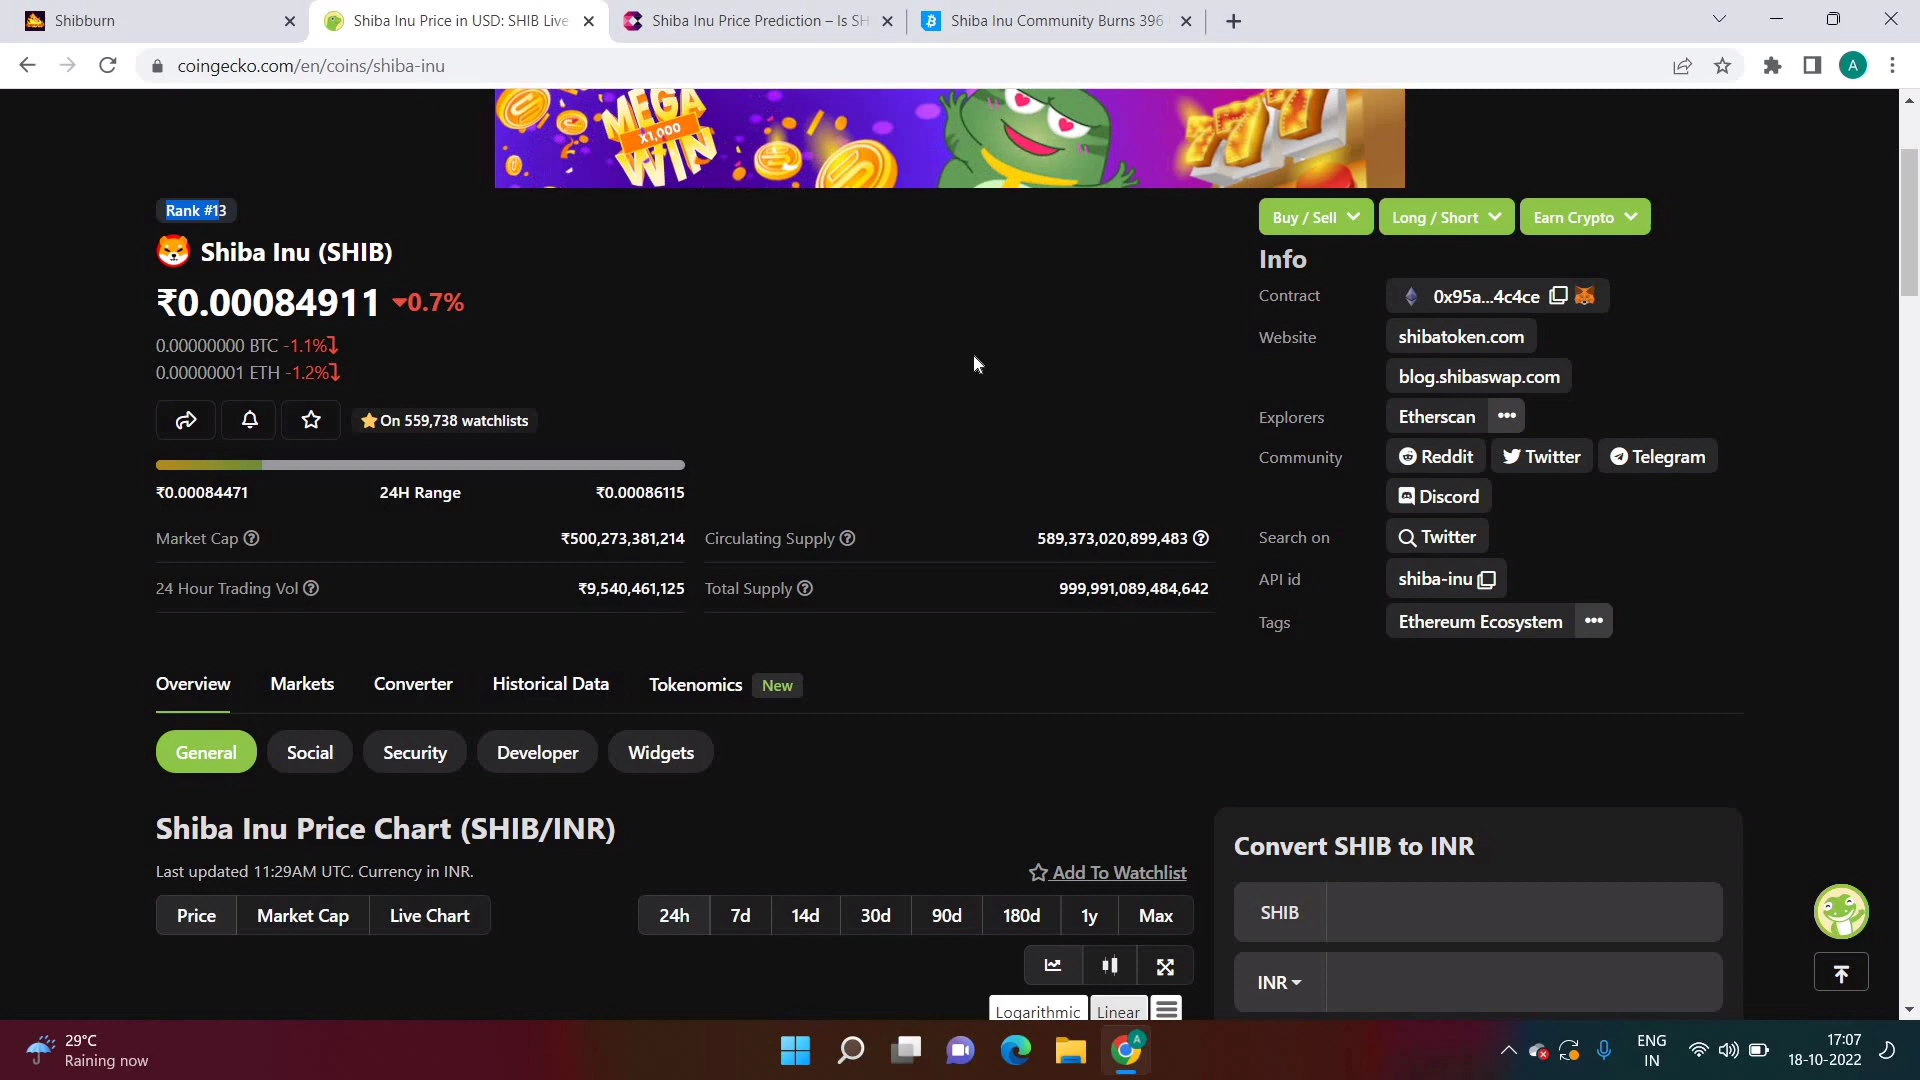 Shibburn
Shiba Inu Price in USD: SHIB Live
Shiba Inu Price Prediction – Is SH
Shiba Inu Community Burns 396
coingecko.com/en/coins/shiba-inu
A
MEGA
X1,000
WIN
777
Rank #13
Buy / Sell
Long / Short
Earn Crypto
Shiba Inu (SHIB)
Info
₹0.00084911 0.7%
Contract
0x95a...4c4ce
0.00000000 BTC -1.1%
Website
shibatoken.com
0.00000001 ETH -1.2%
blog.shibaswap.com
On 559,738 watchlists
Explorers
Etherscan
Community
Reddit
Twitter
Telegram
₹0.00084471
24H Range
₹0.00086115
Discord
Market Cap
₹500,273,381,214
Circulating Supply
589,373,020,899,483
Search on
Twitter
24 Hour Trading Vol
₹9,540,461,125
Total Supply
999,991,089,484,642
API id
shiba-inu
Tags
Ethereum Ecosystem
Overview
Markets
Converter
Historical Data
Tokenomics
New
General
Social
Security
Developer
Widgets
Shiba Inu Price Chart (SHIB/INR)
Convert SHIB to INR
Last updated 11:29AM UTC. Currency in INR.
Add To Watchlist
Price
Market Cap
Live Chart
24h
7d
14d
30d
90d
180d
1y
Max
SHIB
INR
Logarithmic
Linear
29°C
Raining now
A
ENG
IN
17:07
18-10-2022